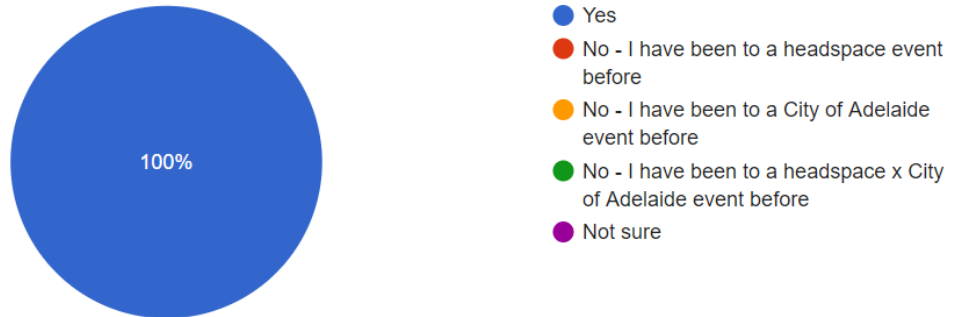 100%
Yes
No - I have been to a headspace event
before
No - I have been to a City of Adelaide
event before
No - I have been to a headspace x City
of Adelaide event before
Not sure